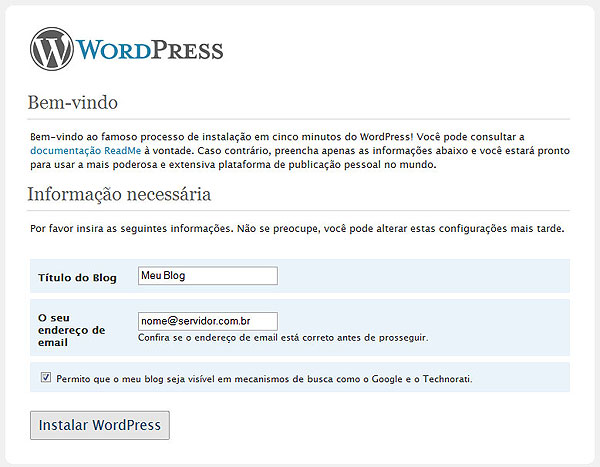 WORDPRESS
Bem-vindo
Bem-vindo ao famoso processo de instalação em cinco minutos do WordPress! Você pode consultar a
documentação ReadMe à vontade. Caso contrário, preencha apenas as informações abaixo e você estará pronto
para usar a mais poderosa e extensiva plataforma de publicação pessoal no mundo.
Informação necessária
Por favor insira as seguintes informações. Não se preocupe, você pode alterar estas configurações mais tarde.
Título do Blog
Meu Blog
O seu
endereço de
email
nome@servidor.com.br
Confira se o endereço de email está correto antes de prosseguir.
Permito que o meu blog seja visível em mecanismos de busca como o Google e o Technorati.
Instalar WordPress